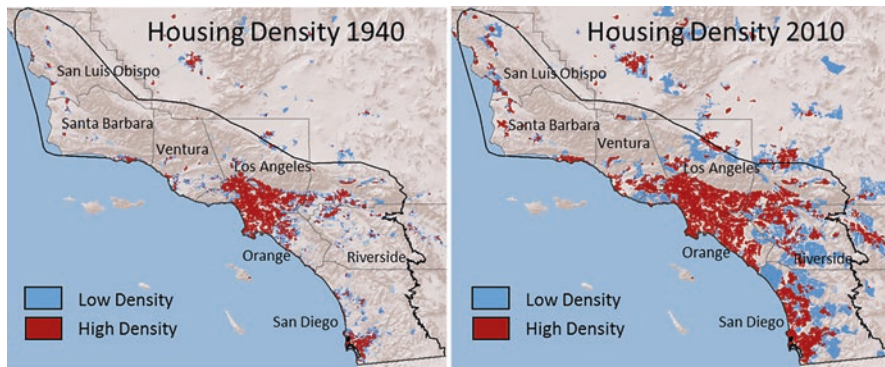 Housing Density 1940
San Luis Obispo
Santa Barbara
Ventura
Los Angeles
Orange
Riverside
San Diego
Low Density
High Density
Housing Density 2010
San Luis Obispo
Santa Barbara
Ventura
Los Angeles
Orange
Riverside
San Diego
Low Density
High Density